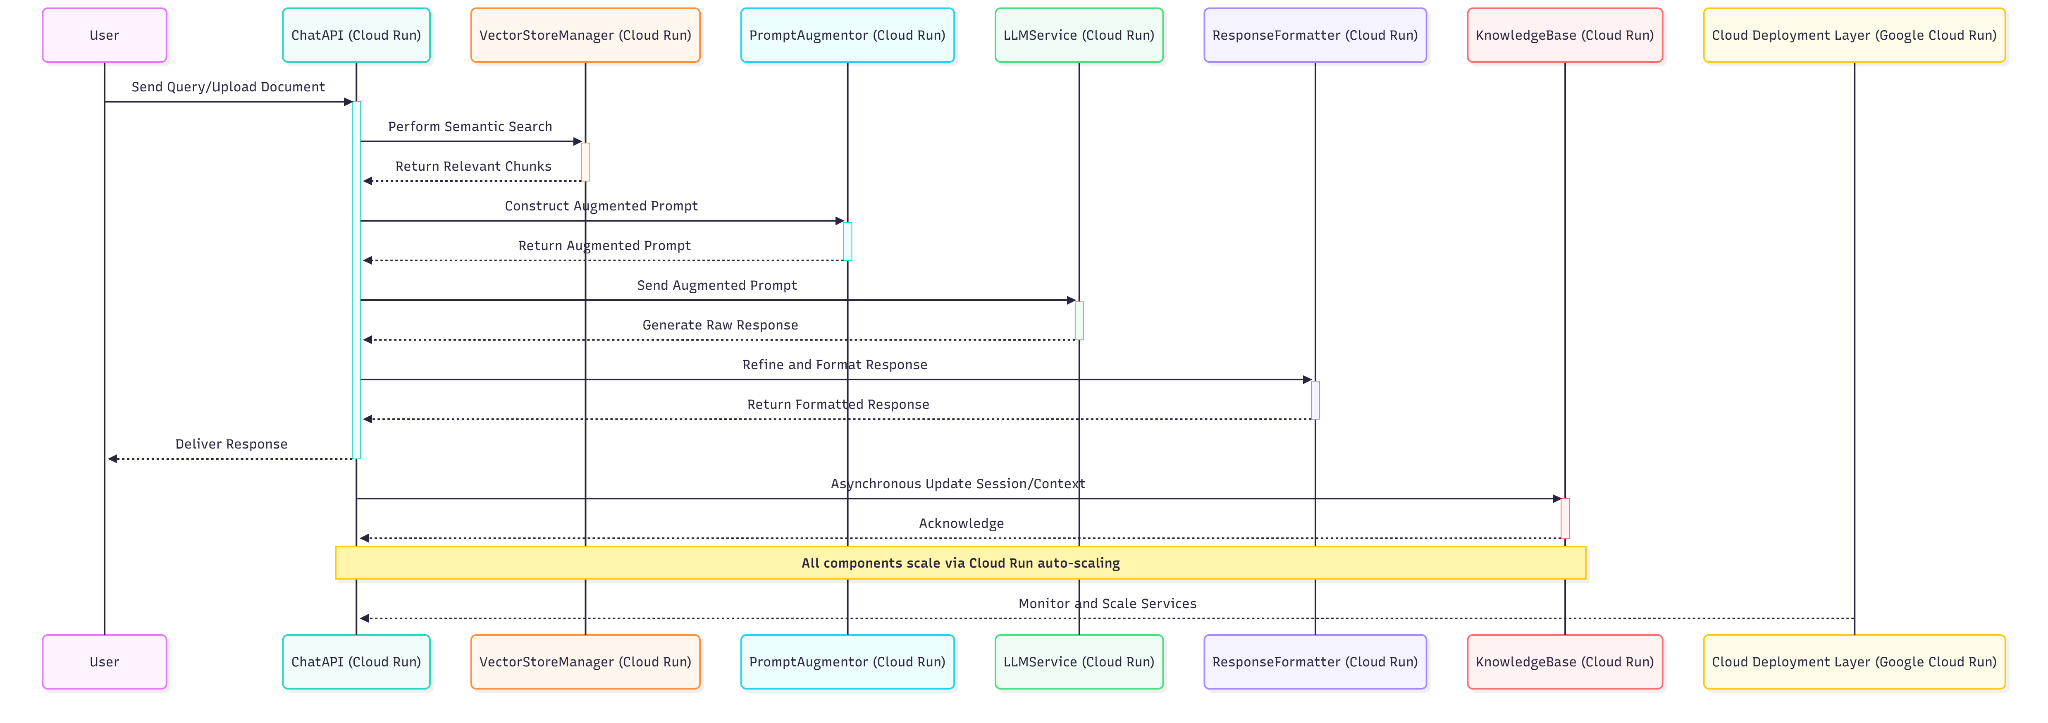 User
ChatAPI (Cloud Run)
VectorStoreManager (Cloud Run)
PromptAugmentor (Cloud Run)
LLMService (Cloud Run)
ResponseFormatter (Cloud Run)
KnowledgeBase (Cloud Run)
Cloud Deployment Layer (Google Cloud Run)
Send Query/Upload Document
Perform Semantic Search
Return Relevant Chunks
Construct Augmented Prompt
Return Augmented Prompt
Send Augmented Prompt
Generate Raw Response
Refine and Format Response
Return Formatted Response
Deliver Response
Asynchronous Update Session/Context
Acknowledge
All components scale via Cloud Run auto-scaling
Monitor and Scale Services
User
ChatAPI (Cloud Run)
VectorStoreManager (Cloud Run)
PromptAugmentor (Cloud Run)
LLMService (Cloud Run)
ResponseFormatter (Cloud Run)
KnowledgeBase (Cloud Run)
Cloud Deployment Layer (Google Cloud Run)